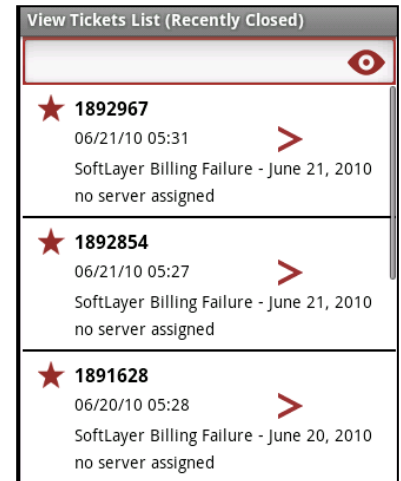 View Tickets List (Recently Closed)
1892967
06/21/10 05:31
SoftLayer Billing Failure - June 21, 2010
no server assigned
1892854
06/21/10 05:27
SoftLayer Billing Failure - June 21, 2010
no server assigned
1891628
06/20/10 05:28
SoftLayer Billing Failure - June 20, 2010
no server assigned